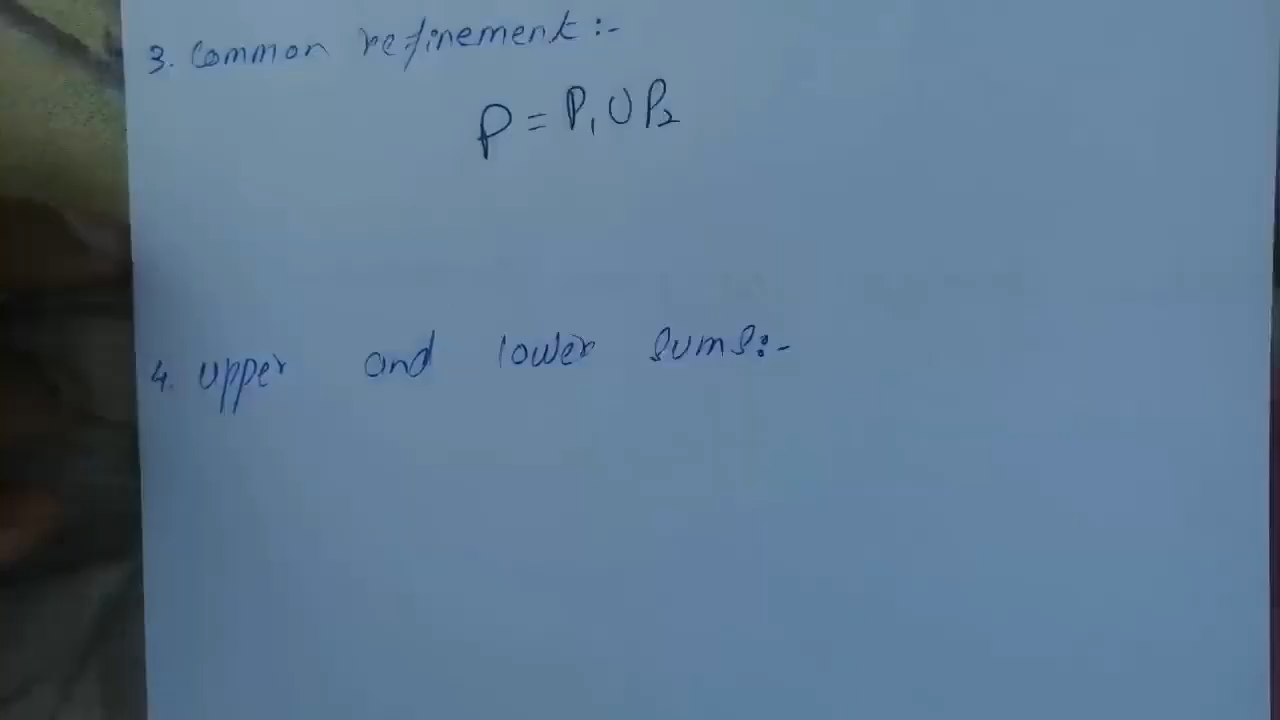 3. Common refinement :-
P = P₁ ∪ P₂
4. upper and lower sums:-